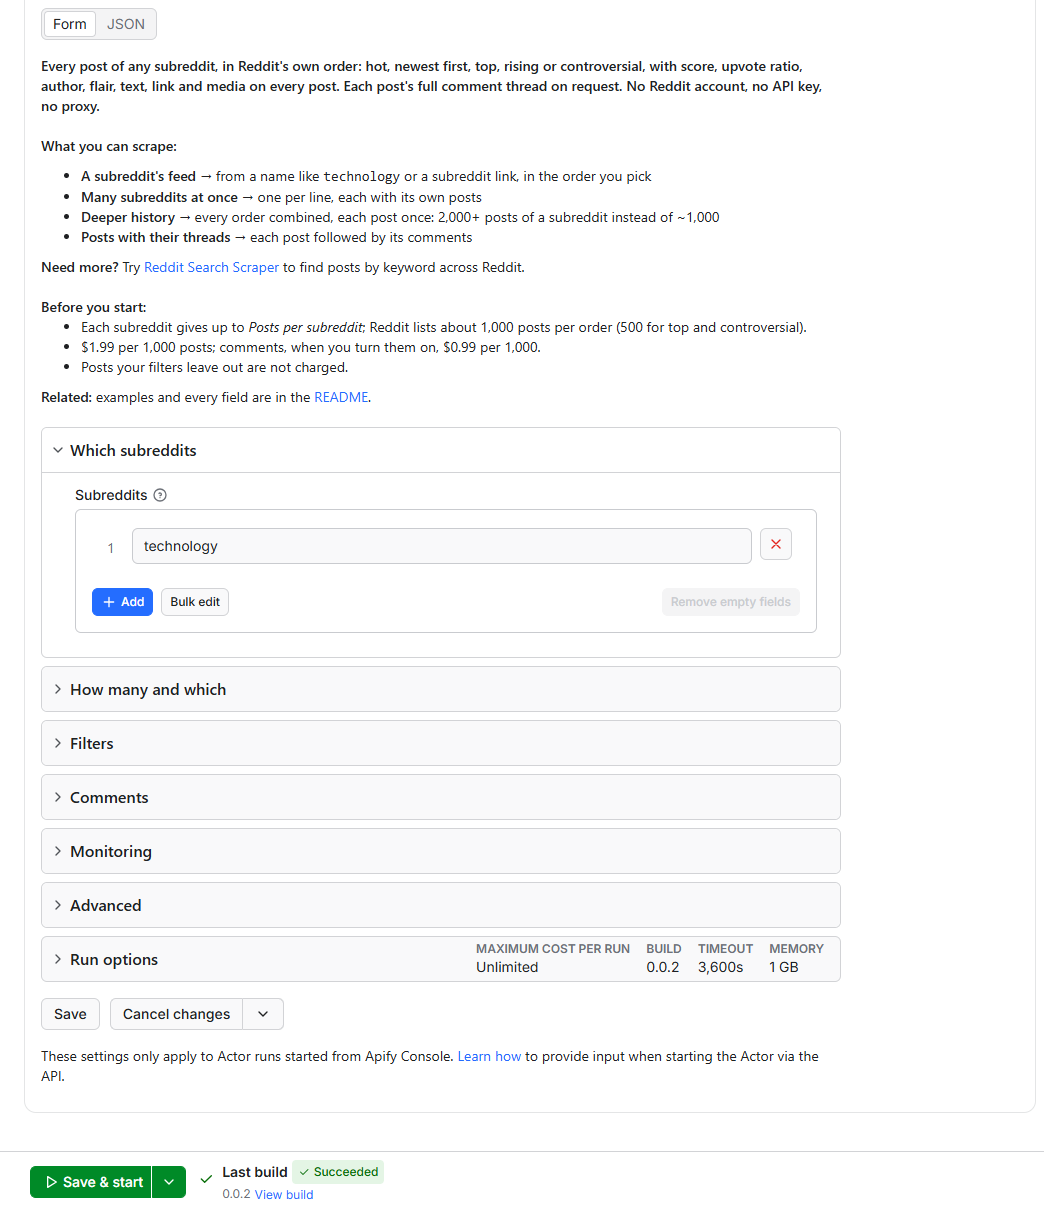 Form JSON
Every post of any subreddit, in Reddit's own order: hot, newest first, top, rising or controversial, with score, upvote ratio,
author, flair, text, link and media on every post. Each post's full comment thread on request. No Reddit account, no API key,
no proxy.
What you can scrape:
• A subreddit's feed → from a name like technology or a subreddit link, in the order you pick
• Many subreddits at once → one per line, each with its own posts
• Deeper history → every order combined, each post once: 2,000+ posts of a subreddit instead of ~1,000
• Posts with their threads → each post followed by its comments
Need more? Try Reddit Search Scraper to find posts by keyword across Reddit.
Before you start:
• Each subreddit gives up to Posts per subreddit; Reddit lists about 1,000 posts per order (500 for top and controversial).
• $1.99 per 1,000 posts; comments, when you turn them on, $0.99 per 1,000.
• Posts your filters leave out are not charged.
Related: examples and every field are in the README.
Which subreddits
Subreddits
1 technology
Add Bulk edit Remove empty fields
How many and which
Filters
Comments
Monitoring
Advanced
Run options MAXIMUM COST PER RUN BUILD TIMEOUT MEMORY
Unlimited 0.0.2 3,600s 1 GB
Save Cancel changes
These settings only apply to Actor runs started from Apify Console. Learn how to provide input when starting the Actor via the
API.
Save & start Last build Succeeded
0.0.2 View build